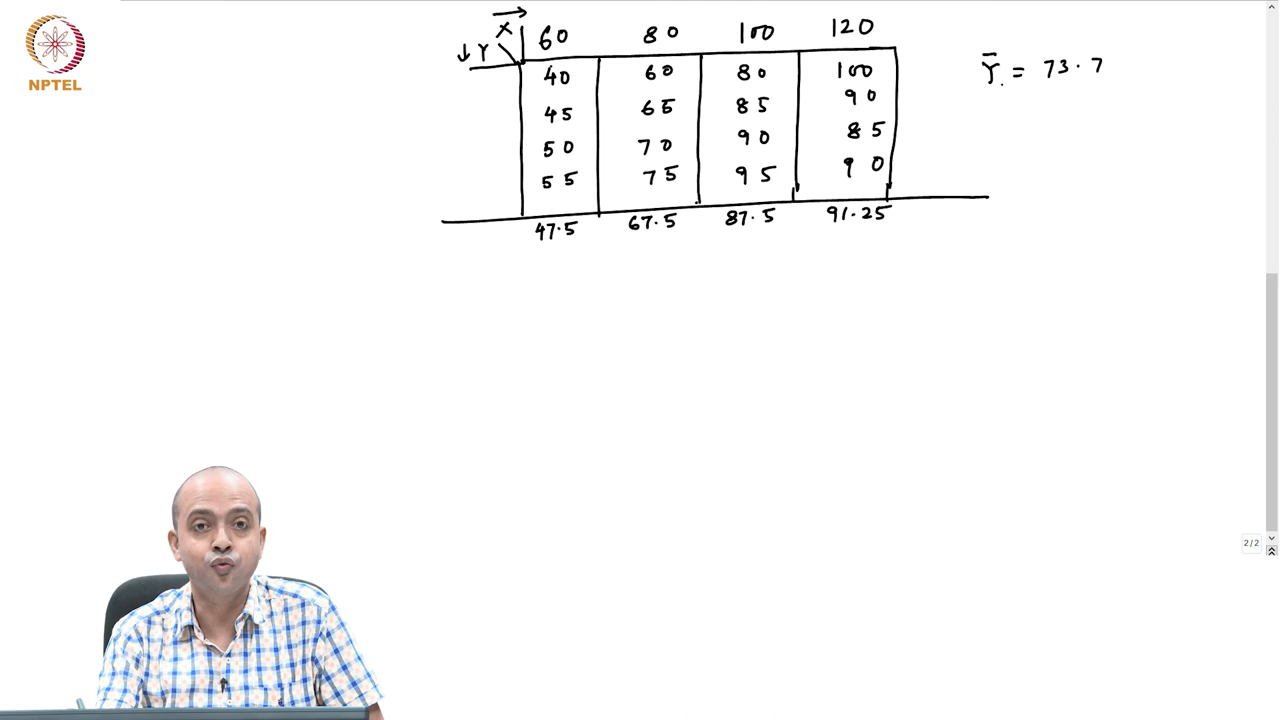 NPTEL
X 60 80 100 120
↓ Y
40 60 80 100
45 65 85 90
50 70 90 85
55 75 95 90
47.5 67.5 87.5 91.25
Ȳ. = 73.7
2/2